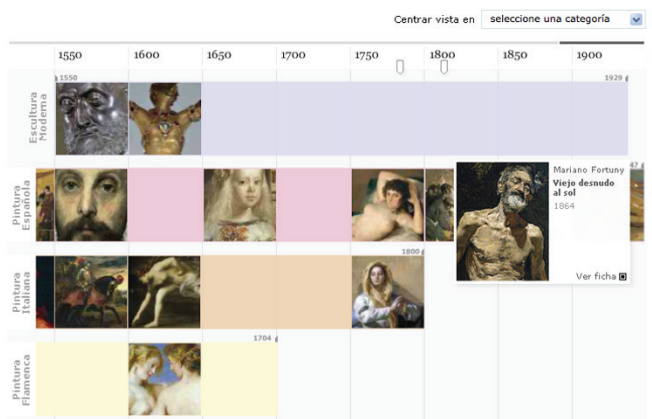 Centrar vista en seleccione una categoría
1550 1600 1650 1700 1750 1800 1850 1900
1550 1929
Escultura
Moderna
47
Pintura
Española
Mariano Fortuny
Viejo desnudo
al sol
1864
Ver ficha
1800
Pintura
Italiana
1704
Pintura
Flamenca